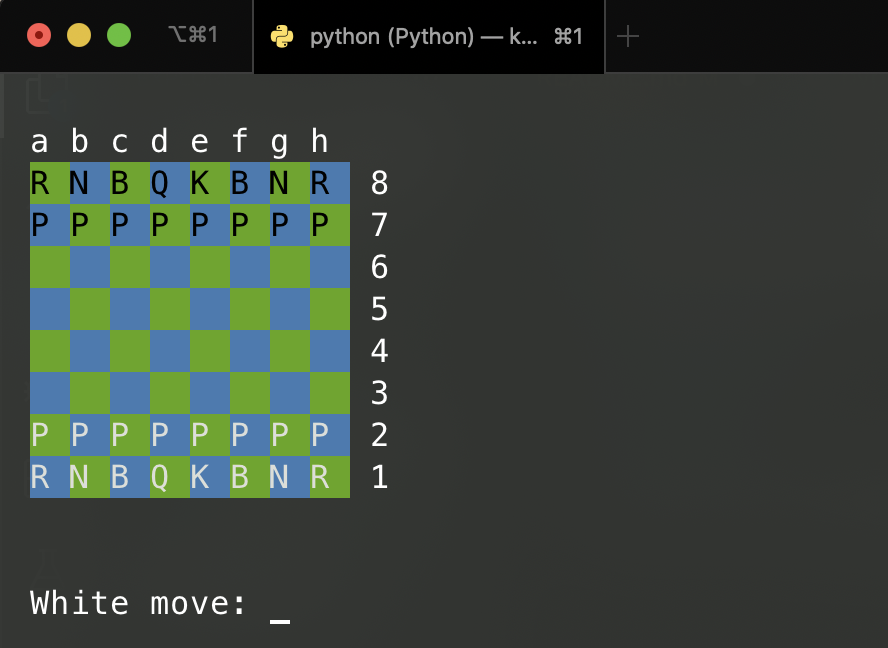 ⌥⌘1 python (Python) — k... ⌘1
a b c d e f g h
R N B Q K B N R 8
P P P P P P P P 7
6
5
4
3
P P P P P P P P 2
R N B Q K B N R 1
White move: _